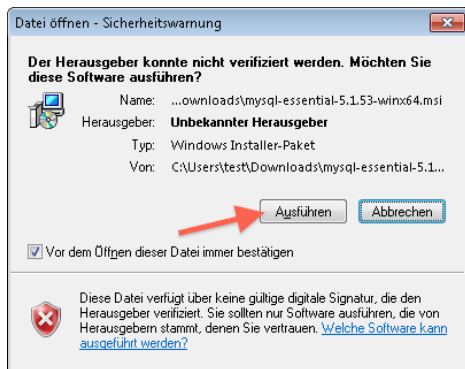 Datei öffnen - Sicherheitswarnung
Der Herausgeber konnte nicht verifiziert werden. Möchten Sie
diese Software ausführen?
Name: ...ownloads\mysql-essential-5.1.53-winx64.msi
Herausgeber: Unbekannter Herausgeber
Typ: Windows Installer-Paket
Von: C:\Users\test\Downloads\mysql-essential-5.1...
Ausführen Abbrechen
Vor dem Öffnen dieser Datei immer bestätigen
Diese Datei verfügt über keine gültige digitale Signatur, die den
Herausgeber verifiziert. Sie sollten nur Software ausführen, die von
Herausgebern stammt, denen Sie vertrauen. Welche Software kann
ausgeführt werden?